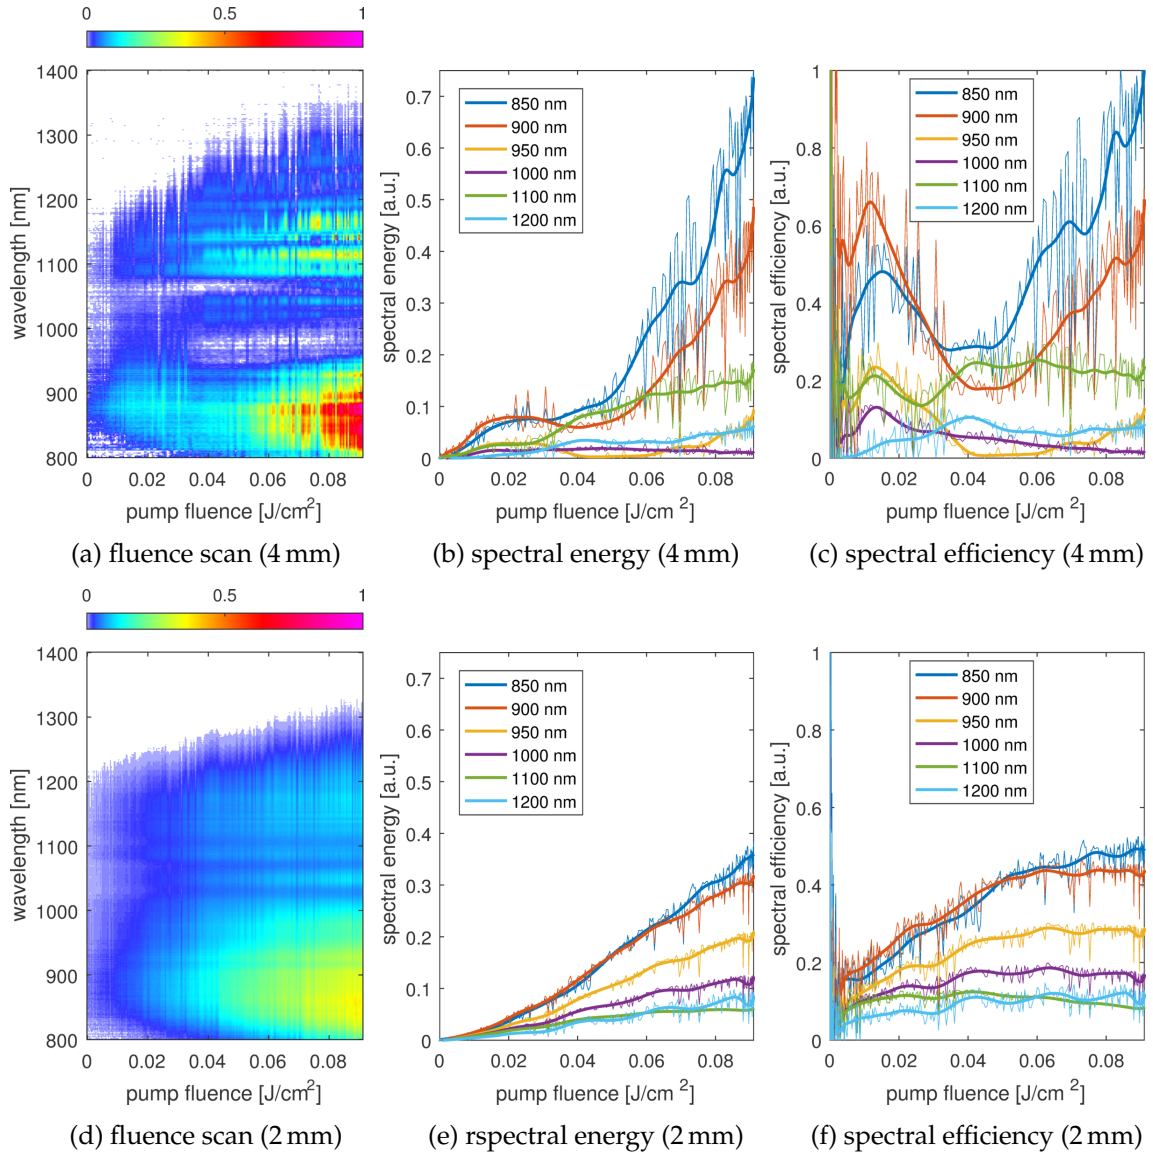 0 0.5 1
1400
1300
1200
1100
1000
900
800
wavelength [nm]
0 0.02 0.04 0.06 0.08
pump fluence [J/cm2]
(a) fluence scan (4 mm)
0.7
0.6
0.5
0.4
0.3
0.2
0.1
0
spectral energy [a.u.]
850 nm
900 nm
950 nm
1000 nm
1100 nm
1200 nm
0 0.02 0.04 0.06 0.08
pump fluence [J/cm 2]
(b) spectral energy (4 mm)
1
0.8
0.6
0.4
0.2
0
spectral efficiency [a.u.]
850 nm
900 nm
950 nm
1000 nm
1100 nm
1200 nm
0 0.02 0.04 0.06 0.08
pump fluence [J/cm 2]
(c) spectral efficiency (4 mm)
0 0.5 1
1400
1300
1200
1100
1000
900
800
wavelength [nm]
0 0.02 0.04 0.06 0.08
pump fluence [J/cm2]
(d) fluence scan (2 mm)
0.7
0.6
0.5
0.4
0.3
0.2
0.1
0
spectral energy [a.u.]
850 nm
900 nm
950 nm
1000 nm
1100 nm
1200 nm
0 0.02 0.04 0.06 0.08
pump fluence [J/cm 2]
(e) rspectral energy (2 mm)
1
0.8
0.6
0.4
0.2
0
spectral efficiency [a.u.]
850 nm
900 nm
950 nm
1000 nm
1100 nm
1200 nm
0 0.02 0.04 0.06 0.08
pump fluence [J/cm 2]
(f) spectral efficiency (2 mm)